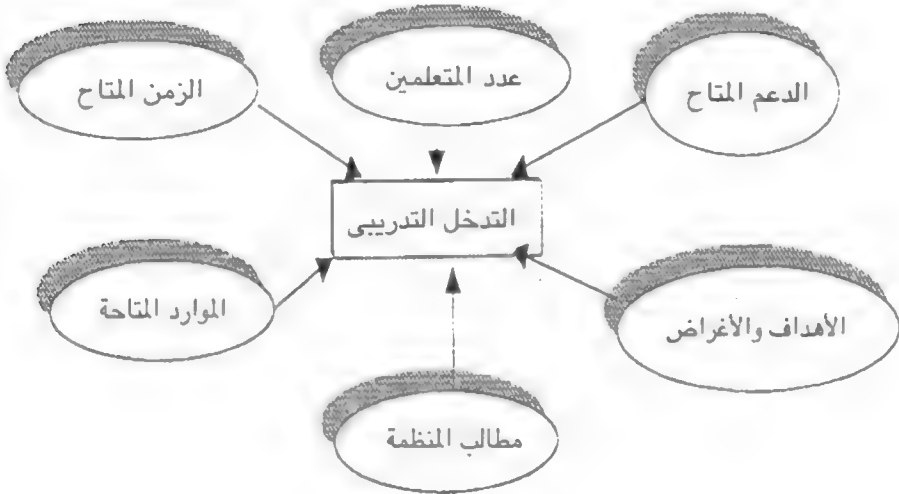 عدد المتعلمين
الدعم المتاح
الزمن المتاح
التدخل التدريبى
الموارد المتاحة
الأهداف والأغراض
مطالب المنظمة